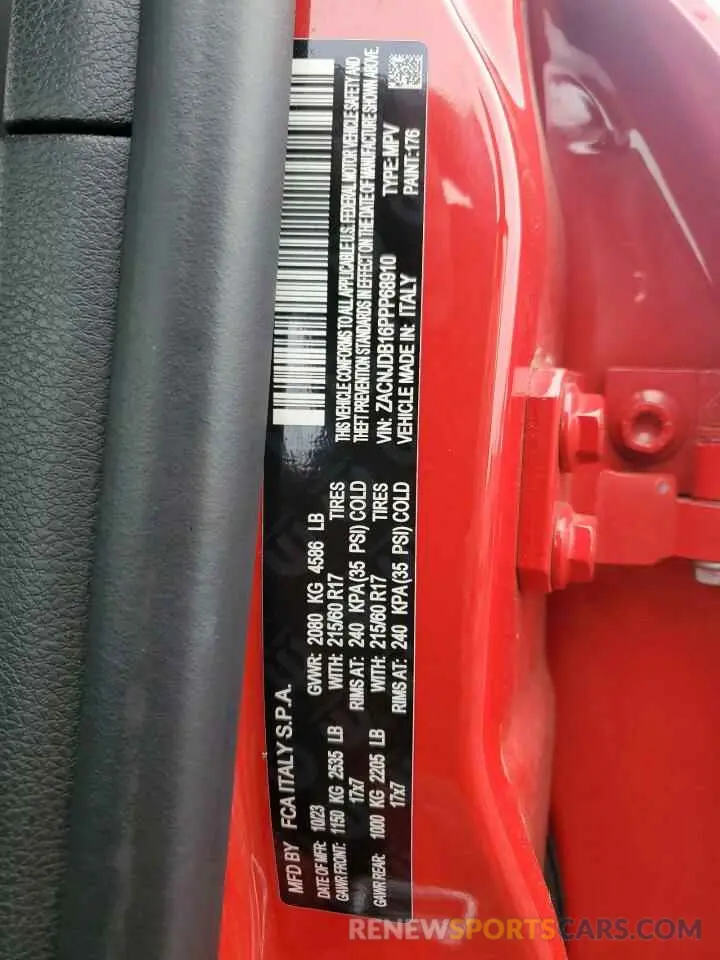 MFD BY FCA ITALY S.P.A.
DATE OF MFR: 10/23 GVWR: 2080 KG 4586 LB
GAWR FRONT: 1150 KG 2535 LB WITH: 215/60 R17 TIRES
17x7 RIMS AT: 240 KPA(35 PSI) COLD
GAWR REAR: 1000 KG 2205 LB WITH: 215/60 R17 TIRES
17x7 RIMS AT: 240 KPA(35 PSI) COLD
THIS VEHICLE CONFORMS TO ALL APPLICABLE U.S. FEDERAL MOTOR VEHICLE SAFETY AND
THEFT PREVENTION STANDARDS IN EFFECT ON THE DATE OF MANUFACTURE SHOWN ABOVE.
VIN: ZACNJDB16PPP68910 TYPE: MPV
VEHICLE MADE IN: ITALY PAINT:176
RENEWSPORTSCARS.COM